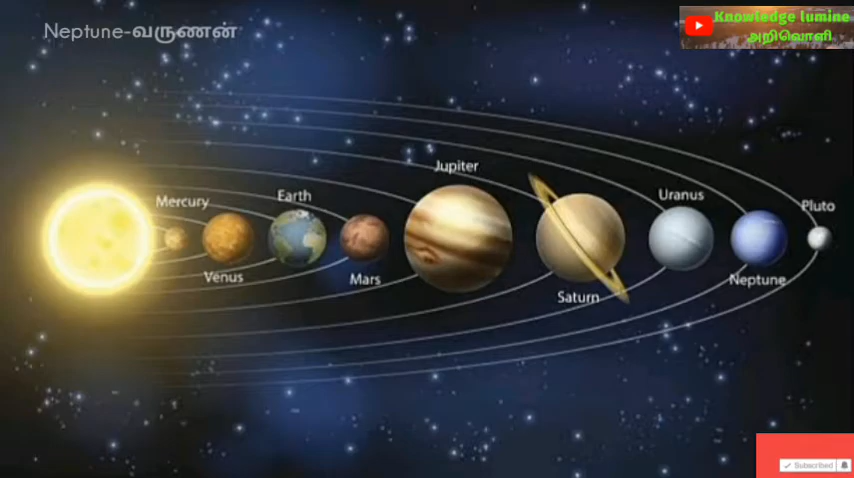 Neptune-வருணன்
Knowledge lumine
அறிவொளி
Jupiter
Mercury
Earth
Uranus
Pluto
Venus
Mars
Saturn
Neptune
Subscribed